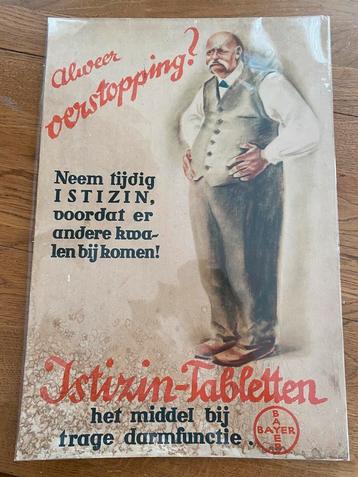 Alweer
verstopping?
Neem tijdig
ISTIZIN,
voordat er
andere kwa-
len bij komen!
Istizin-Tabletten
het middel bij
trage darmfunctie.
BAYER
BAYER